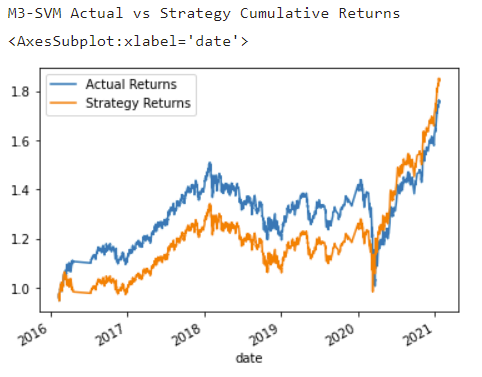 M3-SVM Actual vs Strategy Cumulative Returns
<AxesSubplot:xlabel='date'>
Actual Returns
Strategy Returns
1.8
1.6
1.4
1.2
1.0
2016
2017
2018
2019
2020
2021
date